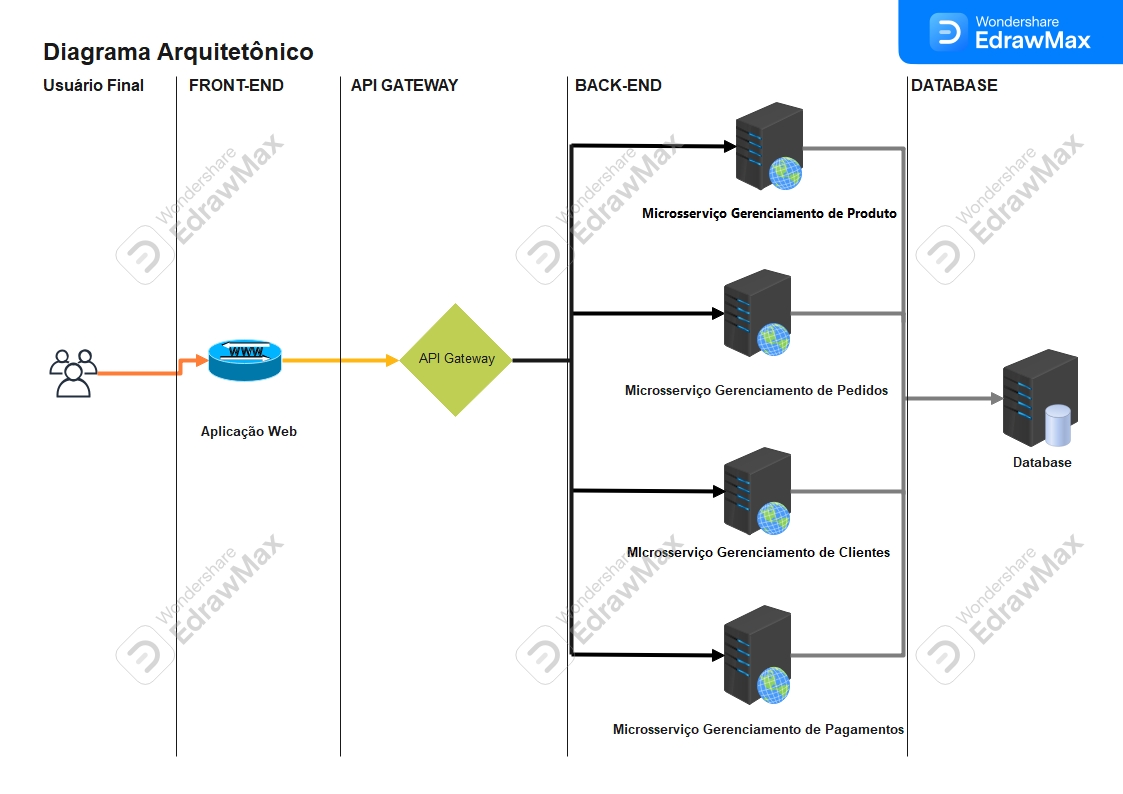 Wondershare
EdrawMax
Diagrama Arquitetônico
Usuário Final
FRONT-END
API GATEWAY
BACK-END
DATABASE
Wondershare
EdrawMax
Wondershare
EdrawMax
Wondershare
EdrawMax
Microsserviço Gerenciamento de Produto
WWW
API Gateway
Microsserviço Gerenciamento de Pedidos
Aplicação Web
Database
MIcrosserviço Gerenciamento de Clientes
Wondershare
EdrawMax
Wondershare
EdrawMax
Wondershare
EdrawMax
Microsserviço Gerenciamento de Pagamentos